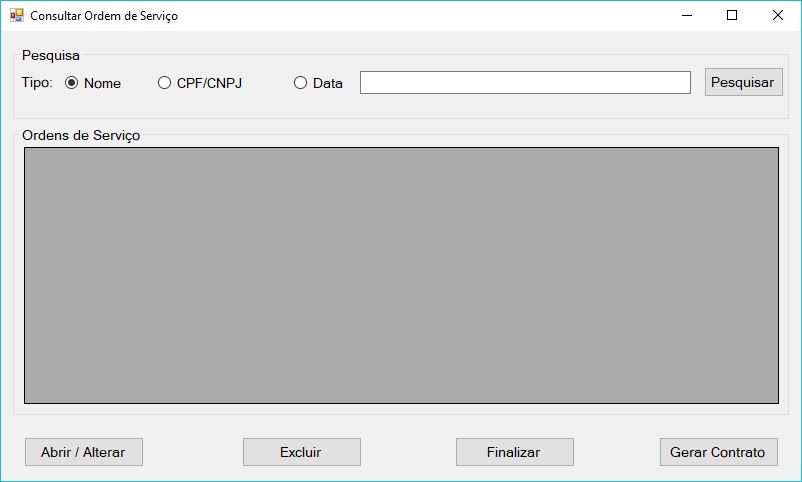 Consultar Ordem de Serviço
Pesquisa
Tipo: Nome CPF/CNPJ Data Pesquisar
Ordens de Serviço
Abrir / Alterar Excluir Finalizar Gerar Contrato